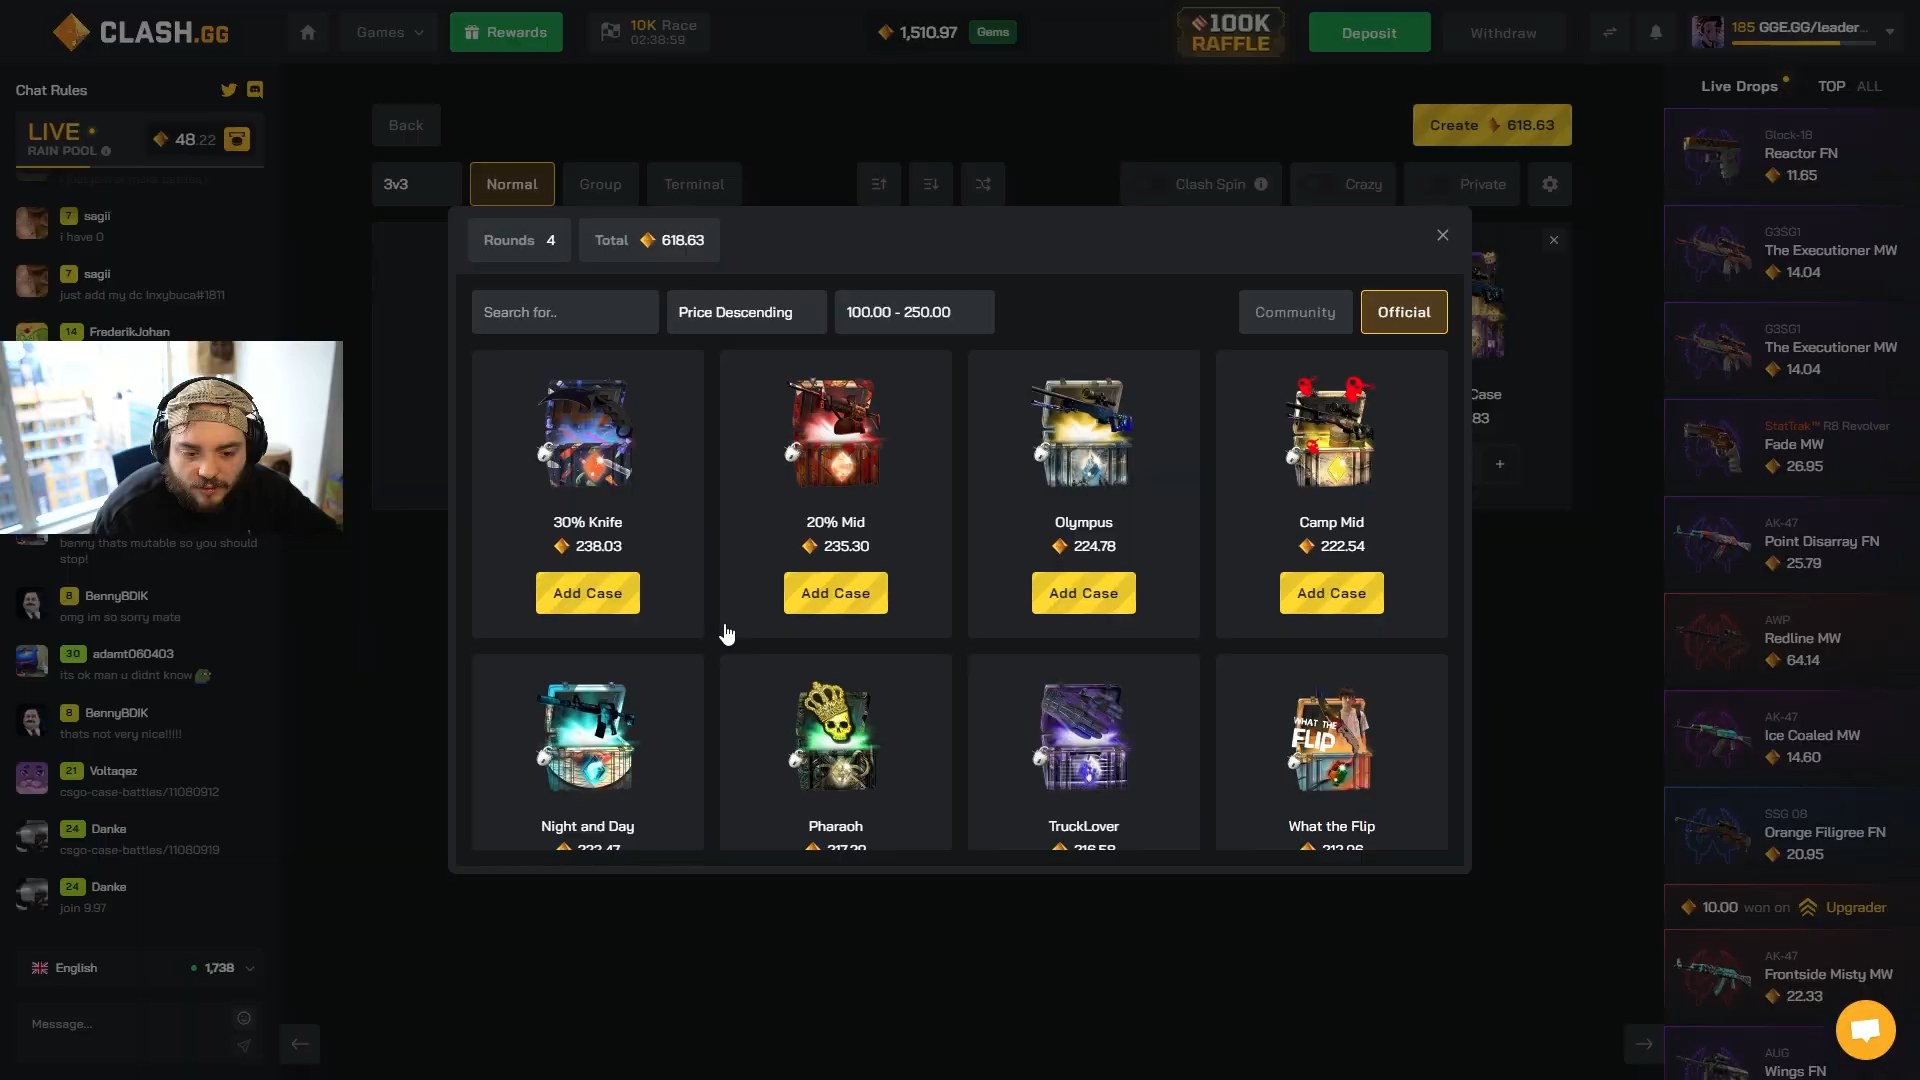 CLASH.GG
Games
Rewards
10K Race
02:38:59
1,510.97
Gems
100K
RAFFLE
Deposit
Withdraw
185 GGE.GG/leader...
Chat Rules
LIVE
RAIN POOL
48.22
7 sagii
i have 0
7 sagii
just add my dc lnxybuca#1811
14 FrederikJohan
benny thats mutable so you should
stop!
8 BennyBDIK
omg im so sorry mate
30 adamt060403
its ok man u didnt know
8 BennyBDIK
thats not very nice!!!!!
21 Voltaqez
csgo-case-battles/11080912
24 Danke
csgo-case-battles/11080919
24 Danke
join 9.97
English
1,738
Message...
Back
Create 618.63
3v3
Normal
Group
Terminal
Clash Spin
Crazy
Private
Rounds 4
Total 618.63
Search for..
Price Descending
100.00 - 250.00
Community
Official
30% Knife
238.03
Add Case
20% Mid
235.30
Add Case
Olympus
224.78
Add Case
Camp Mid
222.54
Add Case
Night and Day
222.47
Pharaoh
217.29
TruckLover
216.58
WHAT THE
FLIP
What the Flip
212.96
Case
83
Live Drops
TOP
ALL
Glock-18
Reactor FN
11.65
G3SG1
The Executioner MW
14.04
G3SG1
The Executioner MW
14.04
StatTrak™ R8 Revolver
Fade MW
26.95
AK-47
Point Disarray FN
25.79
AWP
Redline MW
64.14
AK-47
Ice Coaled MW
14.60
SSG 08
Orange Filigree FN
20.95
10.00 won on Upgrader
AK-47
Frontside Misty MW
22.33
AUG
Wings FN